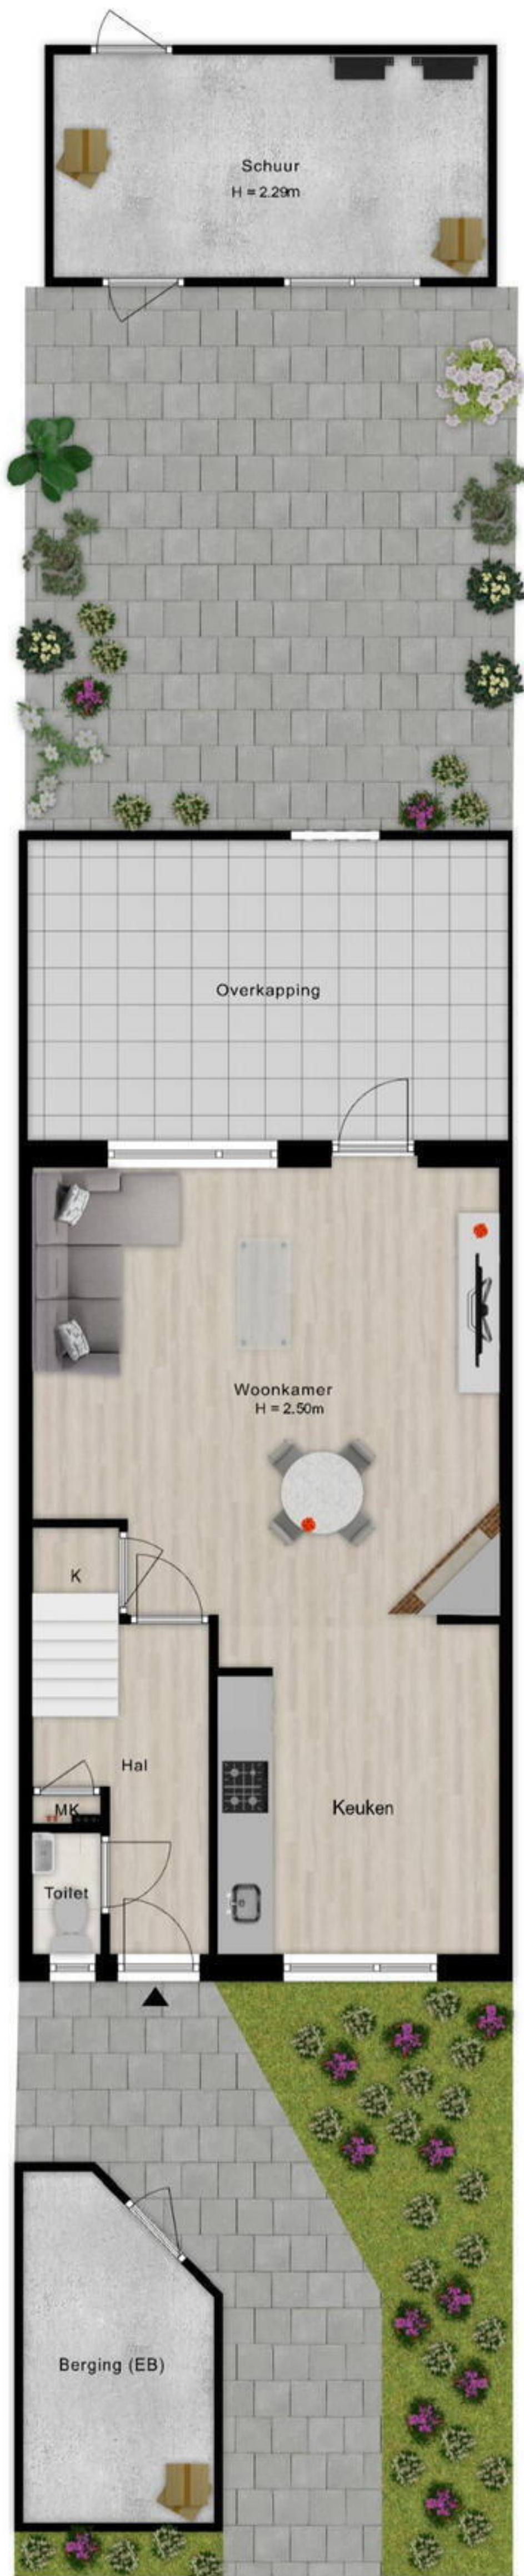 Schuur
H = 2.29m
Overkapping
Woonkamer
H = 2.50m
K
Hal
MK
Keuken
Toilet
Berging (EB)